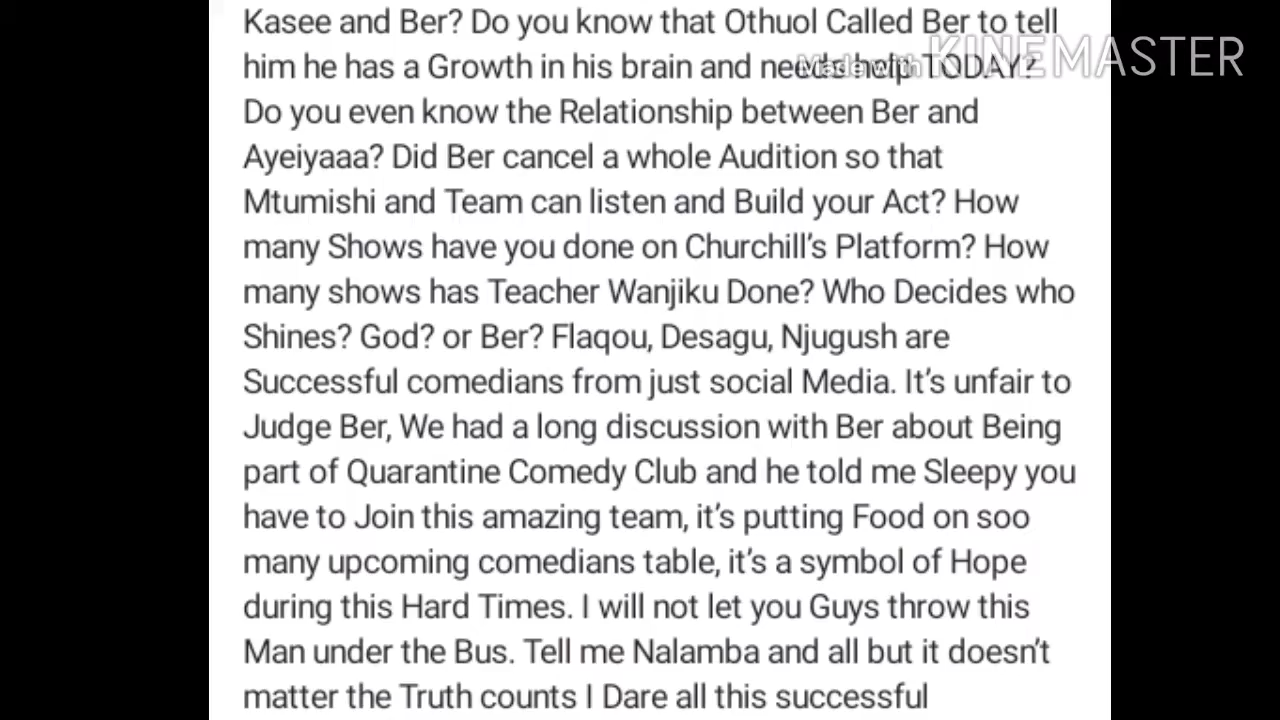 Kasee and Ber? Do you know that Othuol Called Ber to tell
him he has a Growth in his brain and needs help TODAY?
Made with KINEMASTER
Do you even know the Relationship between Ber and
Ayeiyaaa? Did Ber cancel a whole Audition so that
Mtumishi and Team can listen and Build your Act? How
many Shows have you done on Churchill's Platform? How
many shows has Teacher Wanjiku Done? Who Decides who
Shines? God? or Ber? Flaqou, Desagu, Njugush are
Successful comedians from just social Media. It's unfair to
Judge Ber, We had a long discussion with Ber about Being
part of Quarantine Comedy Club and he told me Sleepy you
have to Join this amazing team, it's putting Food on soo
many upcoming comedians table, it's a symbol of Hope
during this Hard Times. I will not let you Guys throw this
Man under the Bus. Tell me Nalamba and all but it doesn't
matter the Truth counts I Dare all this successful